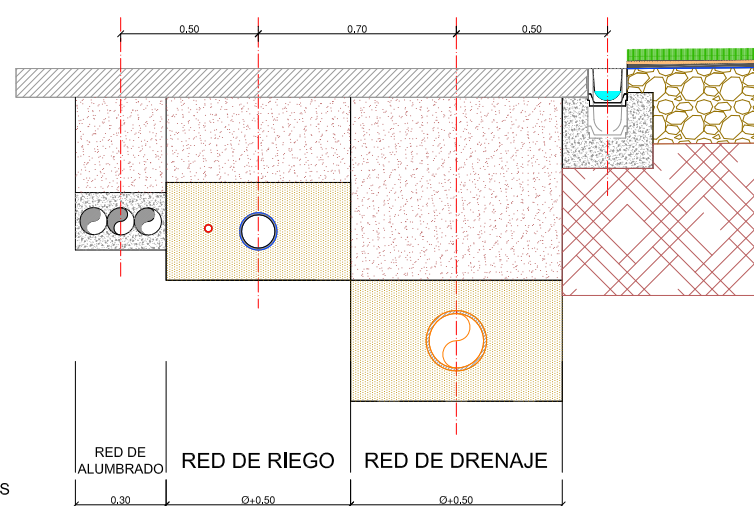 0.50 0.70 0.50
RED DE
ALUMBRADO
RED DE RIEGO RED DE DRENAJE
S
0.30 Ø+0.50 Ø+0.50